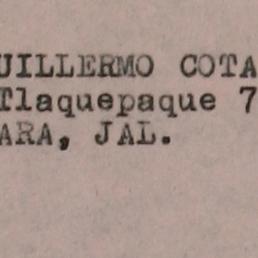 UILLERMO COTA
Tlaquepaque 7
ARA, JAL.